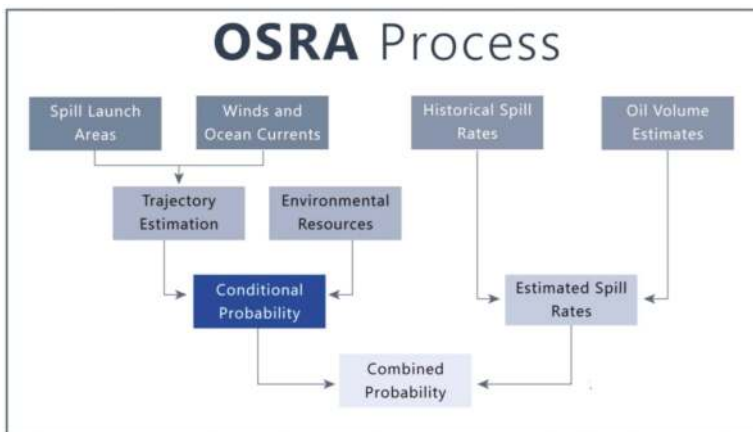 OSRA Process
Spill Launch
Areas
Winds and
Ocean Currents
Historical Spill
Rates
Oil Volume
Estimates
Trajectory
Estimation
Environmental
Resources
Conditional
Probability
Estimated Spill
Rates
Combined
Probability